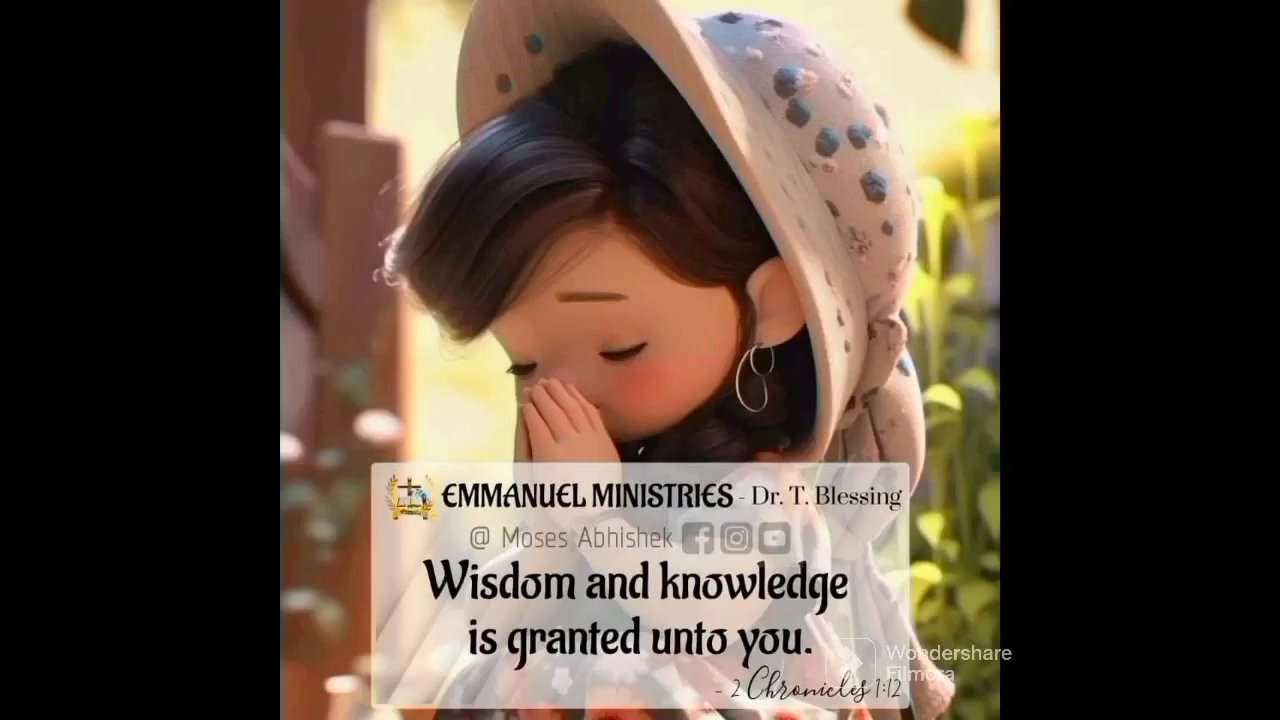 EMMANUEL MINISTRIES - Dr. T. Blessing
@ Moses Abhishek
Wisdom and knowledge
is granted unto you.
- 2 Chronicles 1:12
Wondershare
Filmora